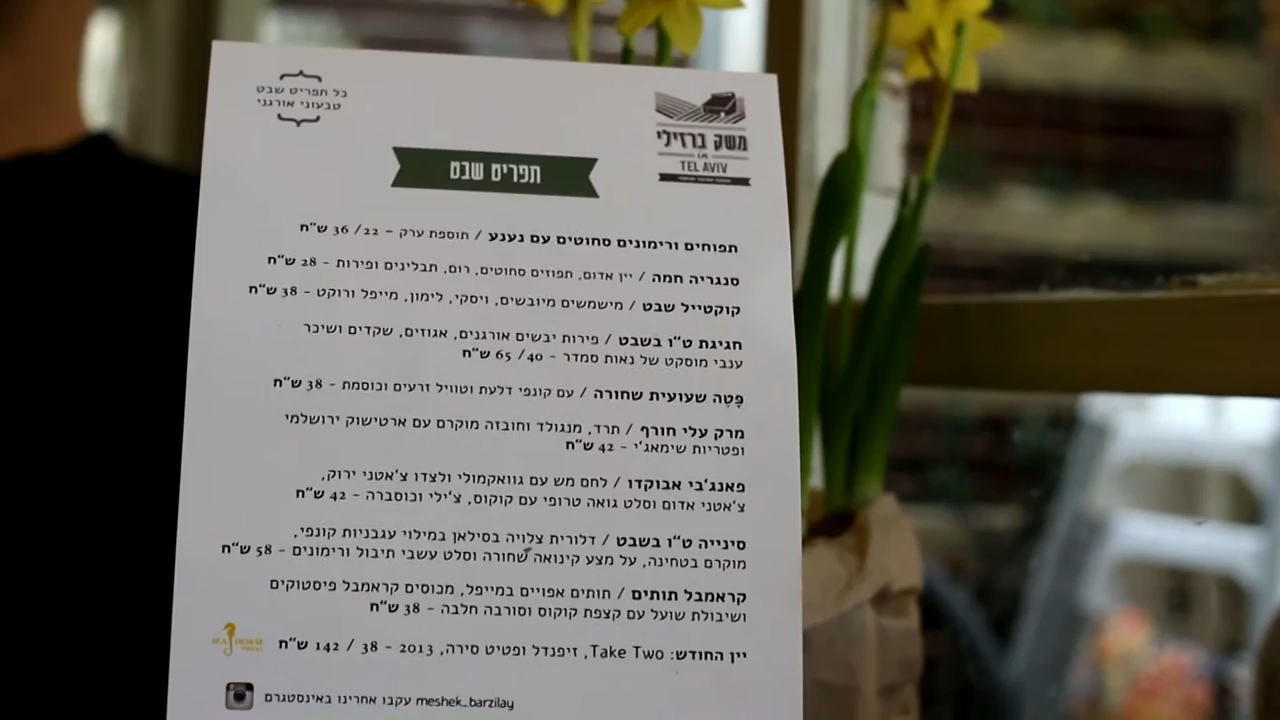 כל תפריט שבט
טבעוני אורגני
משק ברזילי
IN
TEL AVIV
תפריט שבט
תפוחים ורימונים סחוטים עם נענע / תוספת ערק – 22/ 36 ש״ח
סנגריה חמה / יין אדום, תפוזים סחוטים, רום, תבלינים ופירות - 28 ש״ח
קוקטייל שבט / מישמשים מיובשים, ויסקי, לימון, מייפל ורוקט - 38 ש״ח
חגיגת ט״ו בשבט / פירות יבשים אורגנים, אגוזים, שקדים ושיכר
ענבי מוסקט של נאות סמדר - 40/ 65 ש״ח
פָּטֶה שעועית שחורה / עם קונפי דלעת וטוויל זרעים וכוסמת - 38 ש״ח
מרק עלי חורף / תרד, מנגולד וחובזה מוקרם עם ארטישוק ירושלמי
ופטריות שימאג׳י - 42 ש״ח
פאנג׳בי אבוקדו / לחם מש עם גוואקמולי ולצדו צ׳אטני ירוק,
צ׳אטני אדום וסלט גואה טרופי עם קוקוס, צ׳ילי וכוסברה - 42 ש״ח
סינייה ט״ו בשבט / דלורית צלויה בסילאן במילוי עגבניות קונפי,
מוקרם בטחינה, על מצע קינואה שחורה וסלט עשבי תיבול ורימונים - 58 ש״ח
קראמבל תותים / תותים אפויים במייפל, מכוסים קראמבל פיסטוקים
ושיבולת שועל עם קצפת קוקוס וסורבה חלבה - 38 ש״ח
יין החודש: Take Two, זיפנדל ופטיט סירה, 2013 - 38 / 142 ש״ח
SEA HORSE
meshek_barzilay עקבו אחרינו באינסטגרם